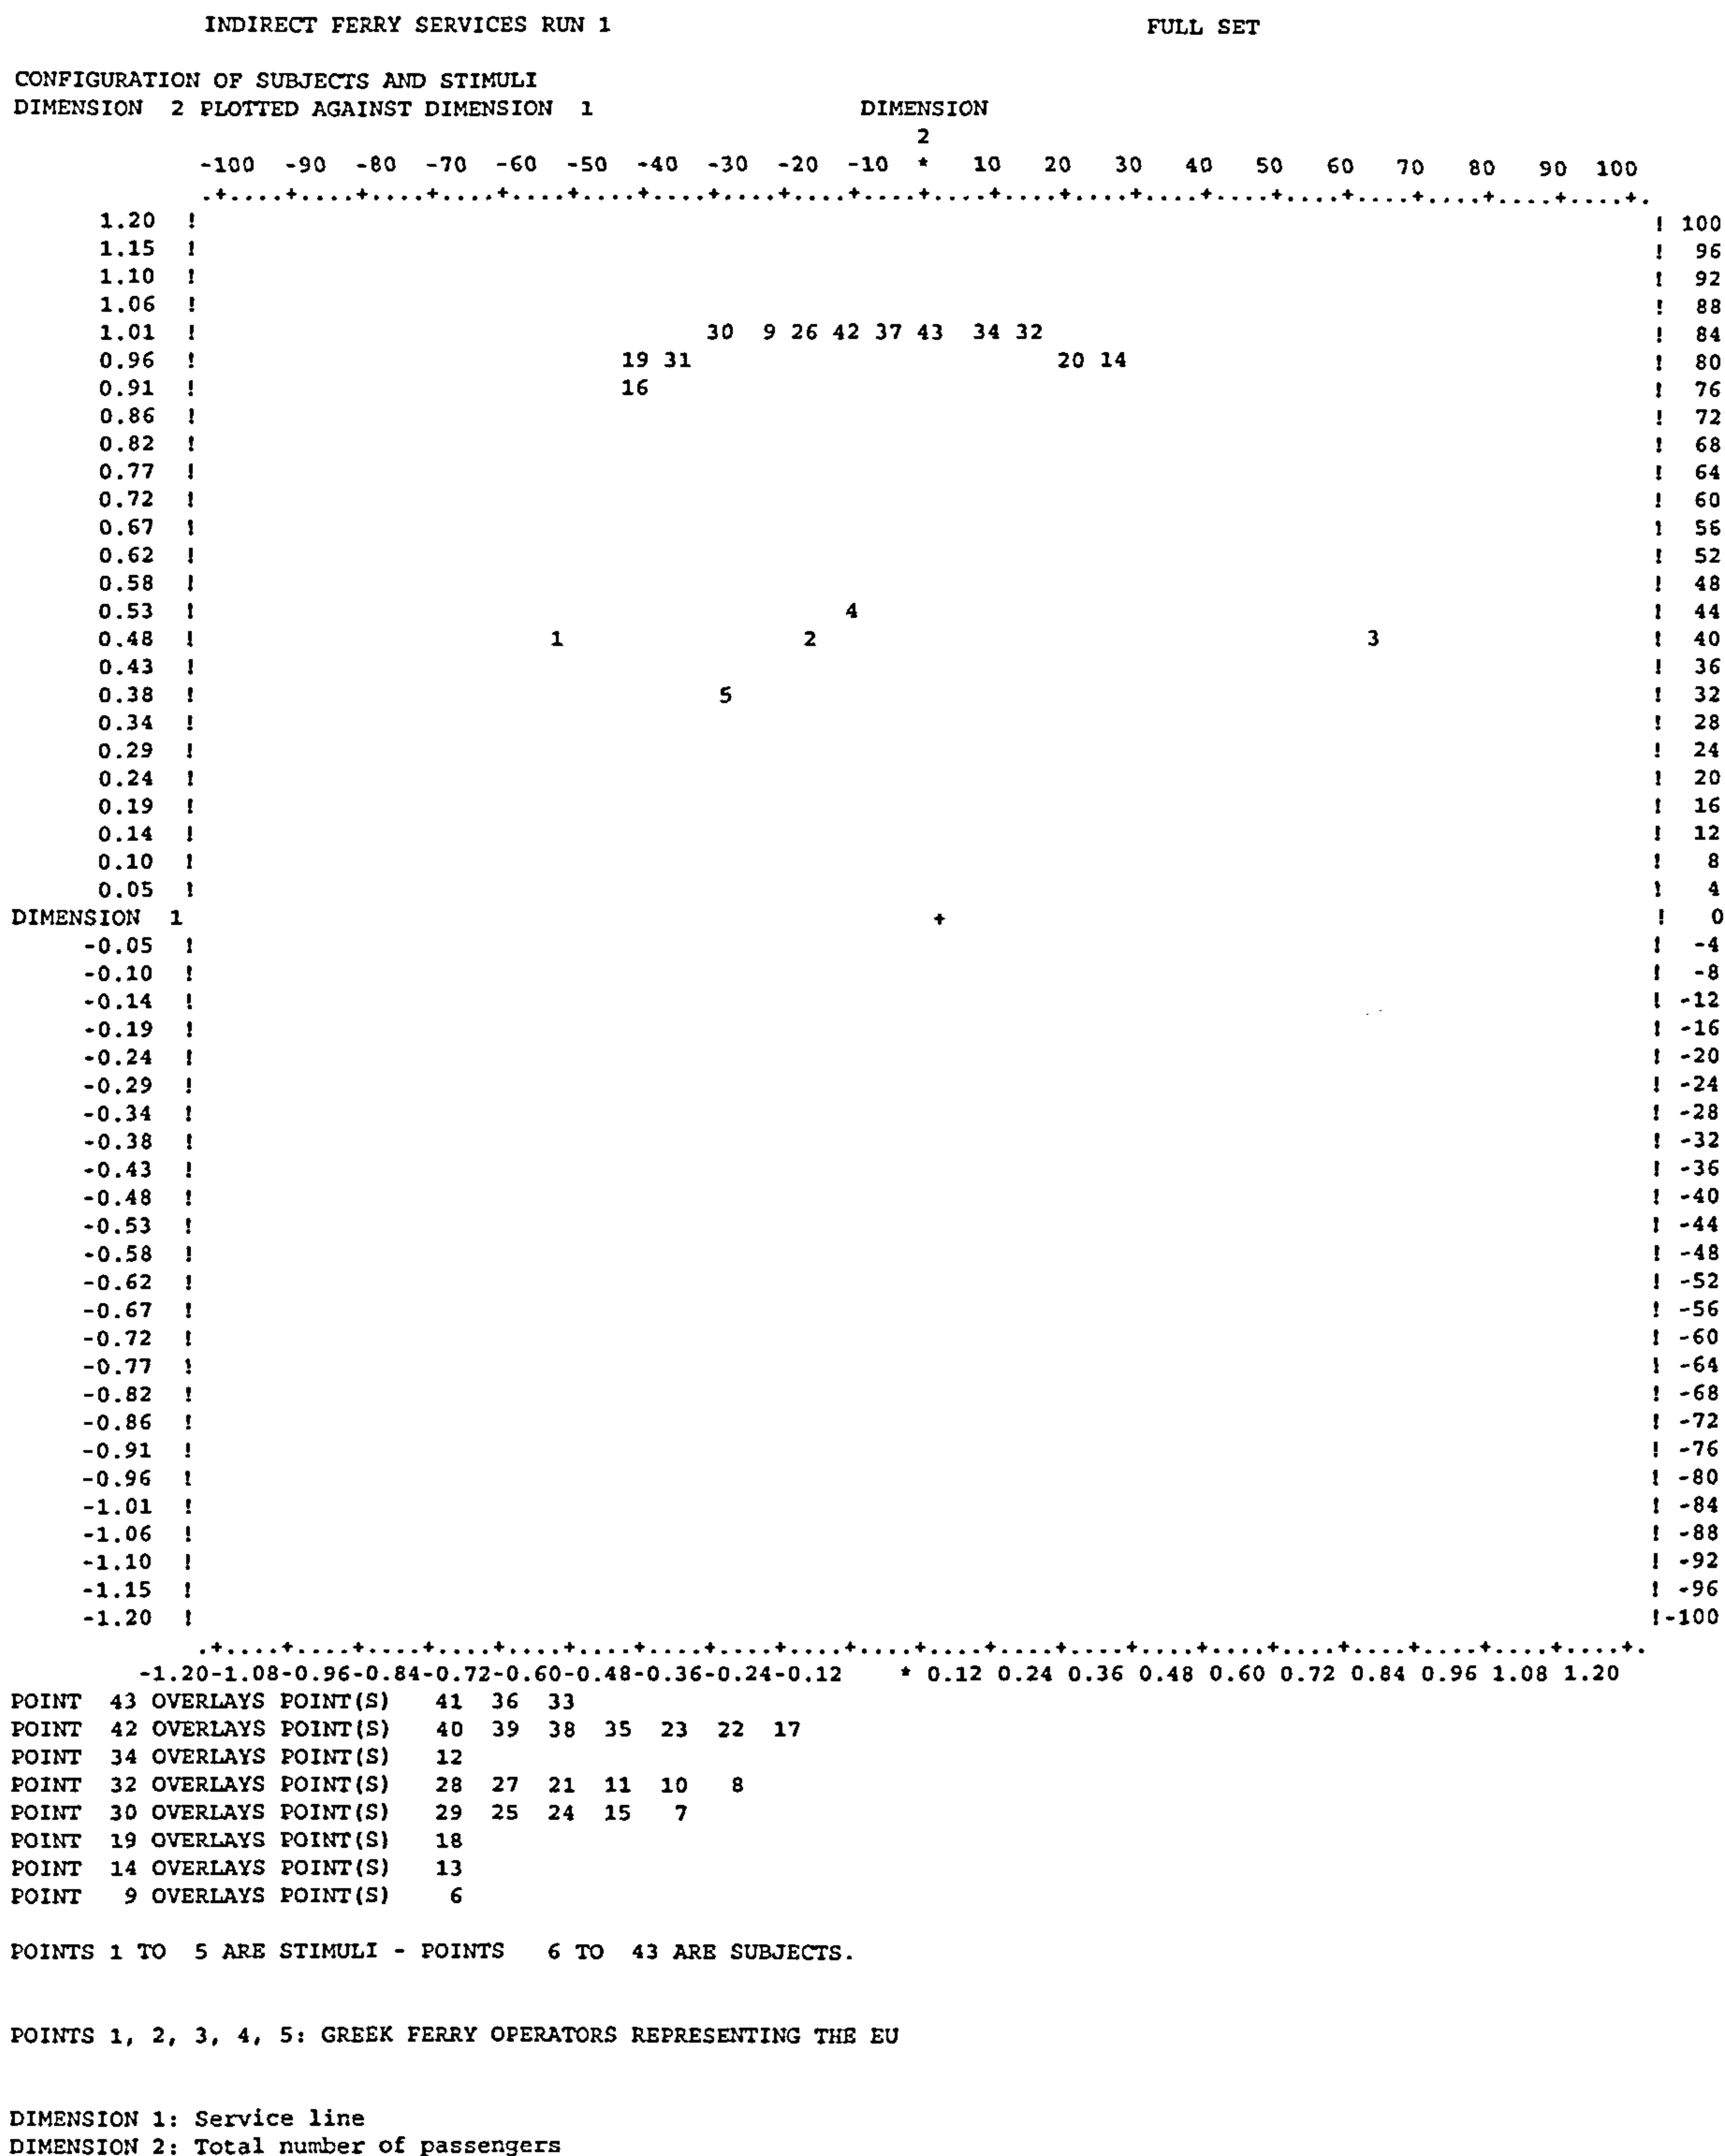 INDIRECT FERRY SERVICES RUN 1 FULL SET
CONFIGURATION OF SUBJECTS AND STIMULI
DIMENSION 2 PLOTTED AGAINST DIMENSION 1 DIMENSION
2
-100 -90 -80 -70 -60 -50 -40 -30 -20 -10 * 10 20 30 40 50 60 70 80 90 100
.+....+....+....+....+....+....+....+....+....+....+....+....+....+....+....+....+....+....+....+....+.
1.20 ! ! 100
1.15 ! ! 96
1.10 ! ! 92
1.06 ! ! 88
1.01 ! 30 9 26 42 37 43 34 32 ! 84
0.96 ! 19 31 20 14 ! 80
0.91 ! 16 ! 76
0.86 ! ! 72
0.82 ! ! 68
0.77 ! ! 64
0.72 ! ! 60
0.67 ! ! 56
0.62 ! ! 52
0.58 ! ! 48
0.53 ! 4 ! 44
0.48 ! 1 2 3 ! 40
0.43 ! ! 36
0.38 ! 5 ! 32
0.34 ! ! 28
0.29 ! ! 24
0.24 ! ! 20
0.19 ! ! 16
0.14 ! ! 12
0.10 ! ! 8
0.05 ! ! 4
DIMENSION 1 + ! 0
-0.05 ! ! -4
-0.10 ! ! -8
-0.14 ! ! -12
-0.19 ! ! -16
-0.24 ! ! -20
-0.29 ! ! -24
-0.34 ! ! -28
-0.38 ! ! -32
-0.43 ! ! -36
-0.48 ! ! -40
-0.53 ! ! -44
-0.58 ! ! -48
-0.62 ! ! -52
-0.67 ! ! -56
-0.72 ! ! -60
-0.77 ! ! -64
-0.82 ! ! -68
-0.86 ! ! -72
-0.91 ! ! -76
-0.96 ! ! -80
-1.01 ! ! -84
-1.06 ! ! -88
-1.10 ! ! -92
-1.15 ! ! -96
-1.20 ! !-100
.+....+....+....+....+....+....+....+....+....+....+....+....+....+....+....+....+....+....+....+....+.
-1.20-1.08-0.96-0.84-0.72-0.60-0.48-0.36-0.24-0.12 * 0.12 0.24 0.36 0.48 0.60 0.72 0.84 0.96 1.08 1.20
POINT 43 OVERLAYS POINT(S) 41 36 33
POINT 42 OVERLAYS POINT(S) 40 39 38 35 23 22 17
POINT 34 OVERLAYS POINT(S) 12
POINT 32 OVERLAYS POINT(S) 28 27 21 11 10 8
POINT 30 OVERLAYS POINT(S) 29 25 24 15 7
POINT 19 OVERLAYS POINT(S) 18
POINT 14 OVERLAYS POINT(S) 13
POINT 9 OVERLAYS POINT(S) 6
POINTS 1 TO 5 ARE STIMULI - POINTS 6 TO 43 ARE SUBJECTS.
POINTS 1, 2, 3, 4, 5: GREEK FERRY OPERATORS REPRESENTING THE EU
DIMENSION 1: Service line
DIMENSION 2: Total number of passengers